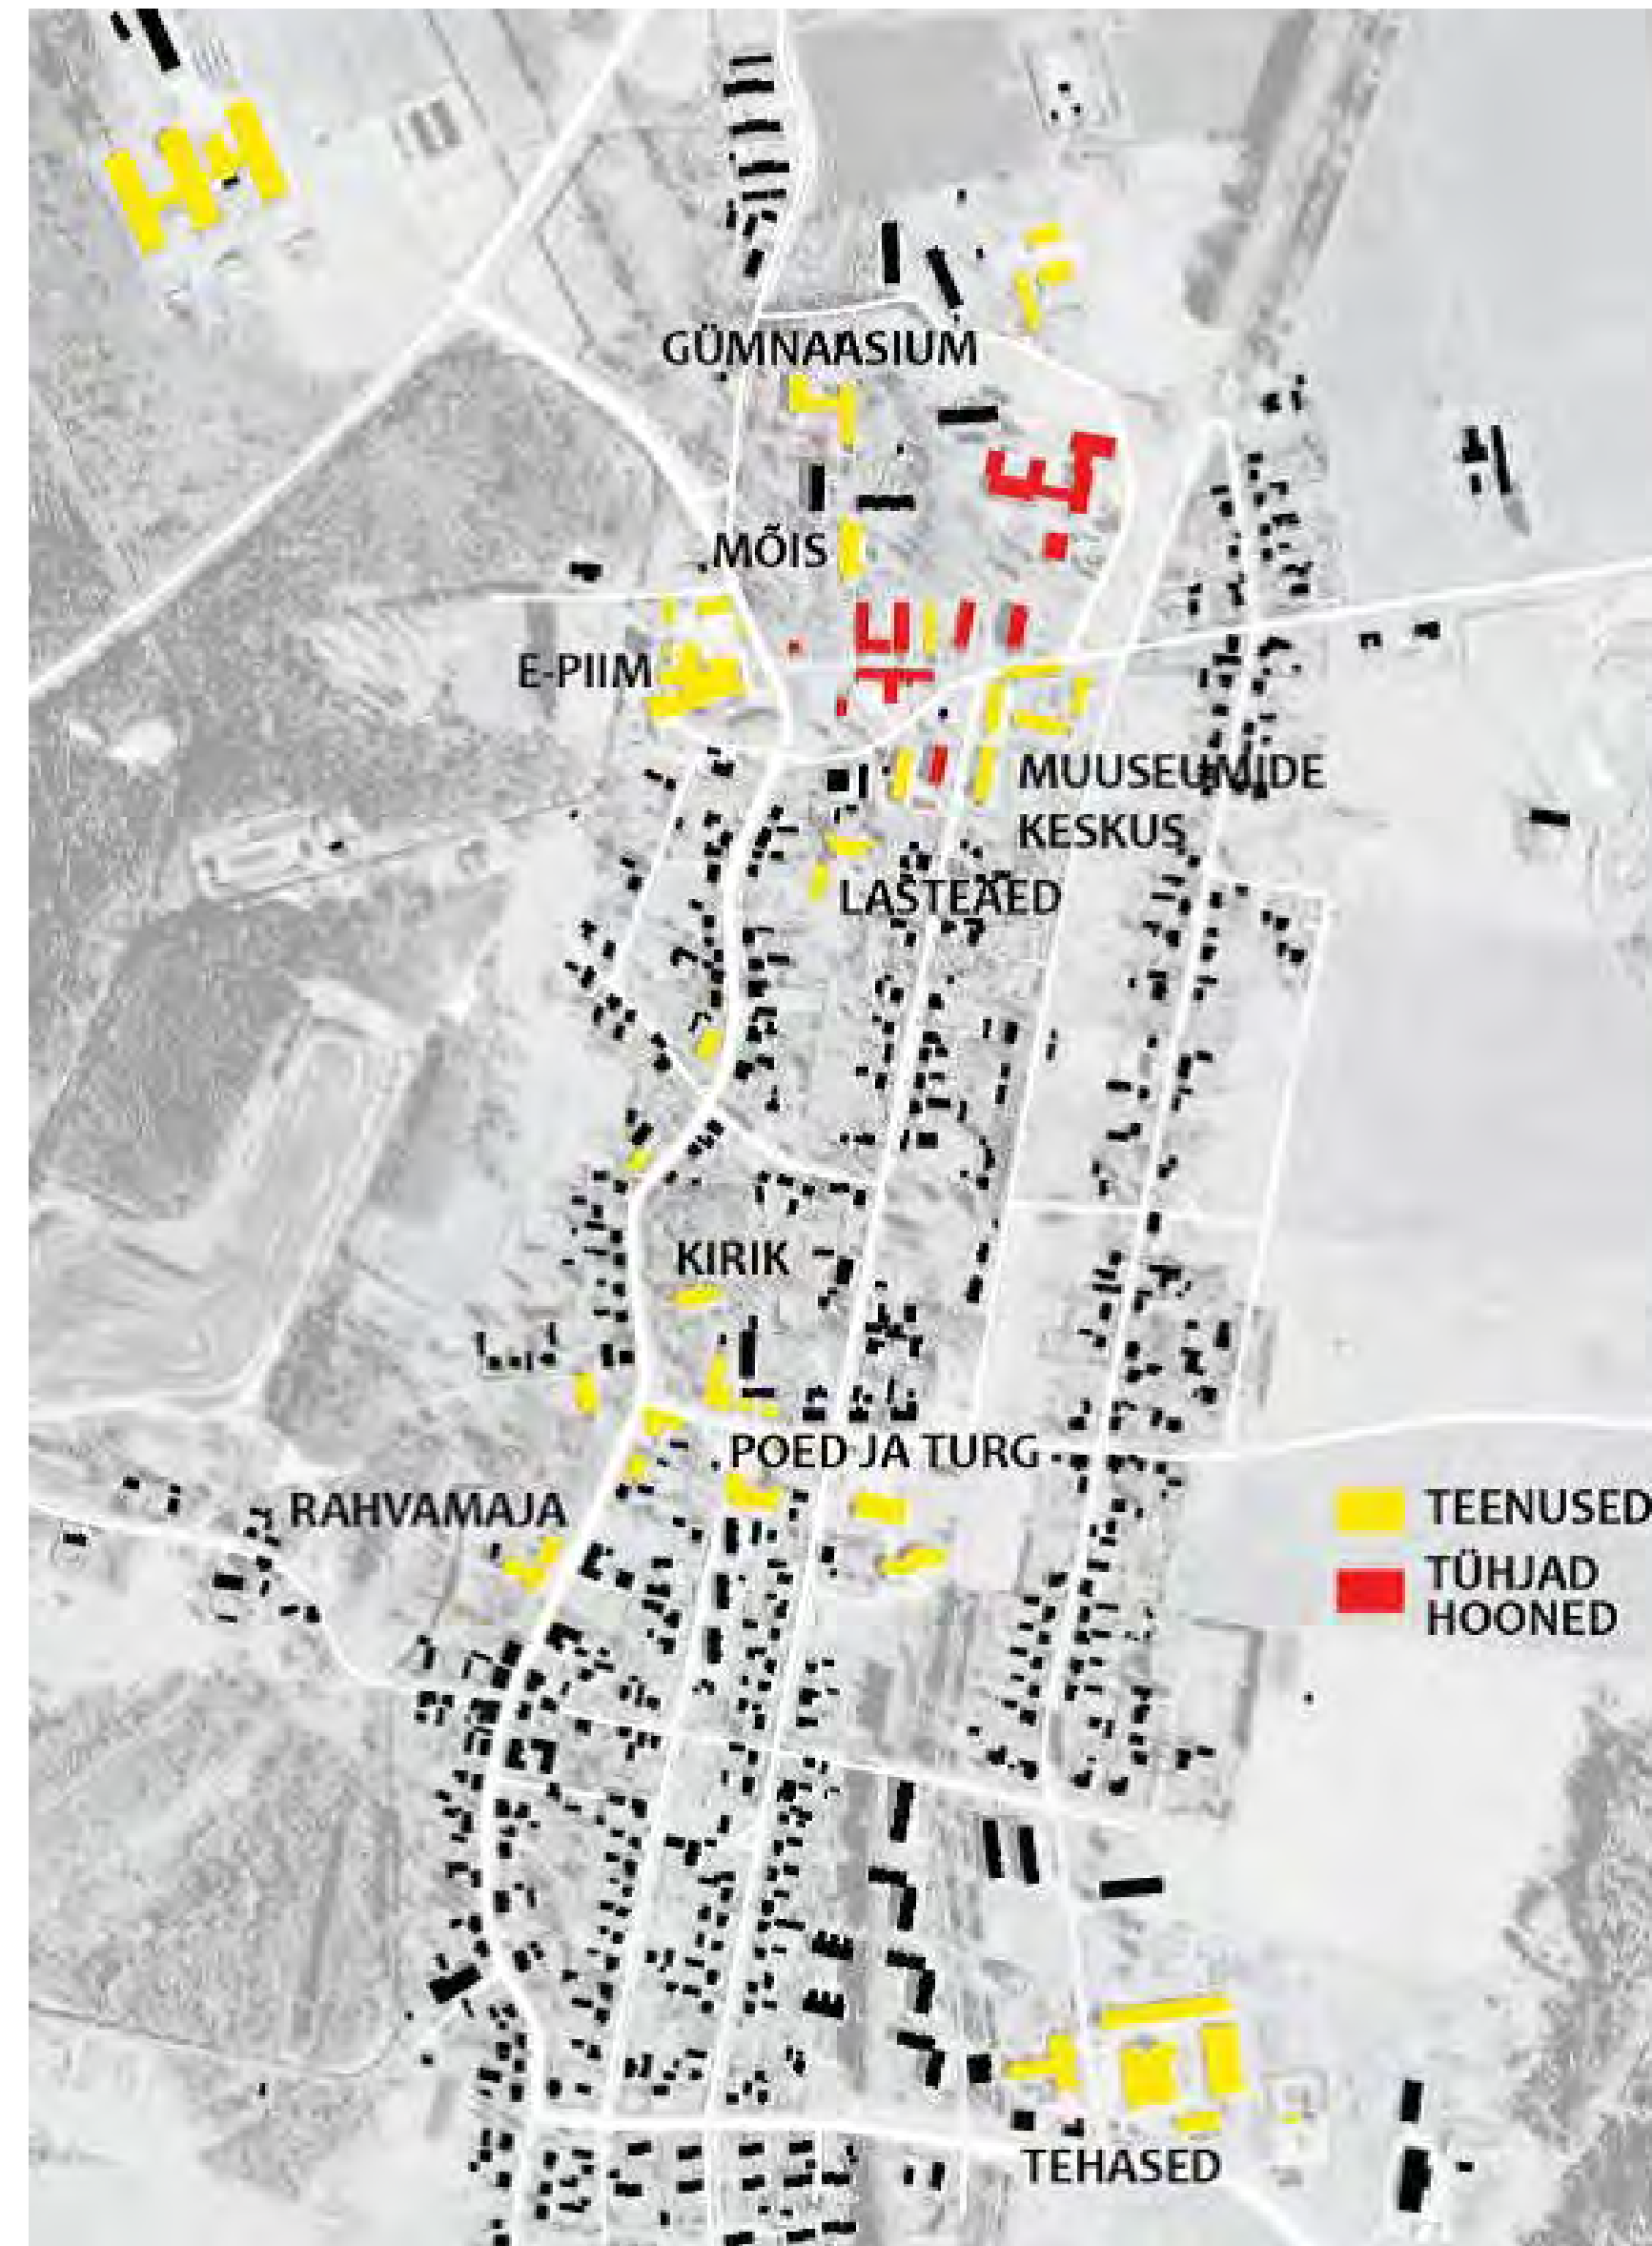 GÜMNAASIUM
MÕIS
E-PIIM
MUUSEUMIDE
KESKUS
LASTEAED
KIRIK
POED JA TURG
RAHVAMAJA
TEENUSED
TÜHJAD
HOONED
TEHASED